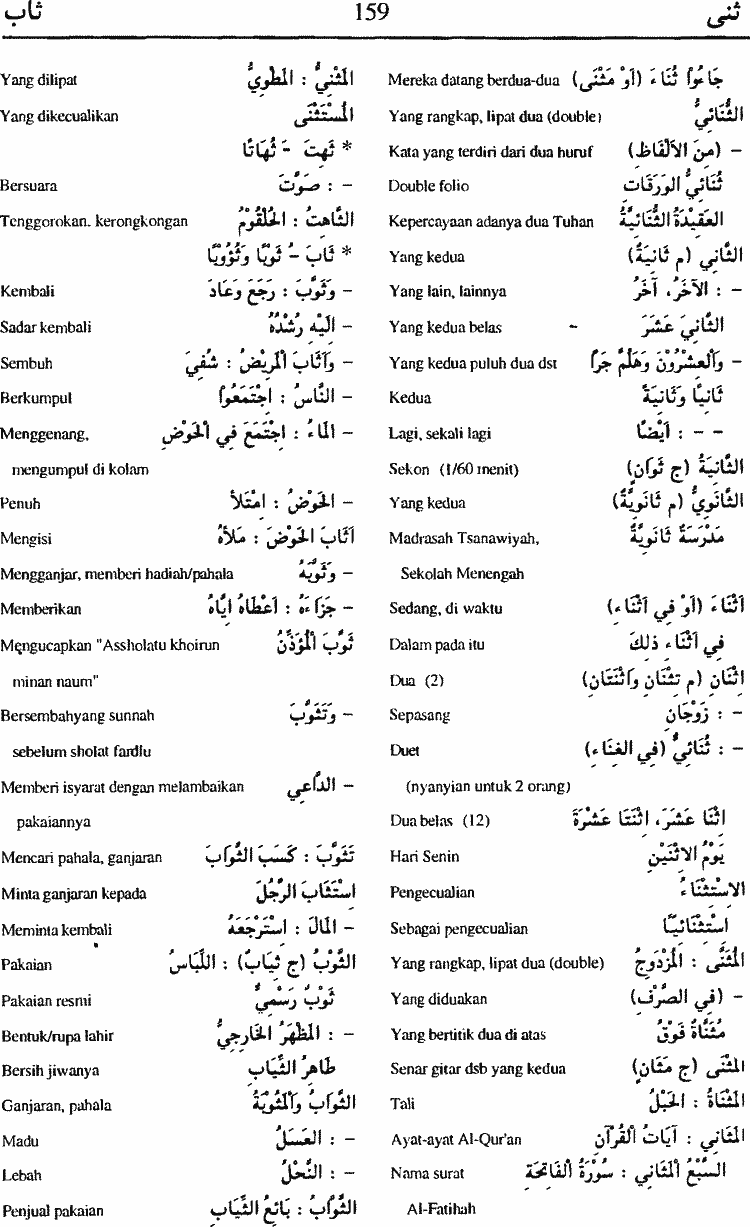 ثنى 159 ثاب
جَاءُوا ثُنَاءَ (أَوْ مَثْنَى) Mereka datang berdua-dua
الثُّنَائِيُّ Yang rangkap, lipat dua (double)
- (مِنَ الأَلْفَاظِ) Kata yang terdiri dari dua huruf
ثُنَائِيُّ الوَرَقَاتِ Double folio
العَقِيْدَةُ الثُّنَائِيَّةُ Kepercayaan adanya dua Tuhan
الثَّانِي (م ثَانِيَةٌ) Yang kedua
- : الآخَرُ، آخَرُ Yang lain, lainnya
الثَّانِيَ عَشَرَ Yang kedua belas
- وَالْعِشْرُوْنَ وَهَلُمَّ جَرًّا Yang kedua puluh dua dst
ثَانِيًا وَثَانِيَةً Kedua
- - : أَيْضًا Lagi, sekali lagi
الثَّانِيَةُ (ج ثَوَانٍ) Sekon (1/60 menit)
الثَّانَوِيُّ (م ثَانَوِيَّةٌ) Yang kedua
مَدْرَسَةٌ ثَانَوِيَّةٌ Madrasah Tsanawiyah,
Sekolah Menengah
أَثْنَاءَ (أَوْ فِي أَثْنَاءِ) Sedang, di waktu
فِي أَثْنَاءِ ذَلِكَ Dalam pada itu
اثْنَانِ (م ثِنْتَانِ وَاثْنَتَانِ) Dua (2)
- : زَوْجَانِ Sepasang
- : ثُنَائِيٌّ (فِي الغِنَاءِ) Duet
(nyanyian untuk 2 orang)
اثْنَا عَشَرَ، اثْنَتَا عَشْرَةَ Dua belas (12)
يَوْمُ الاِثْنَيْنِ Hari Senin
الاِسْتِثْنَاءُ Pengecualian
اسْتِثْنَائِيًّا Sebagai pengecualian
المُثَنَّى : المُزْدَوِجُ Yang rangkap, lipat dua (double)
- (فِي الصَّرْفِ) Yang diduakan
مُثَنَّاةٌ فَوْقُ Yang bertitik dua di atas
المَثْنَى (ج مَثَانٍ) Senar gitar dsb yang kedua
المَثْنَاةُ : الحَبْلُ Tali
المَثَانِي : آيَاتُ القُرْآنِ Ayat-ayat Al-Qur'an
السَّبْعُ المَثَانِي : سُوْرَةُ الفَاتِحَةِ Nama surat
Al-Fatihah
المَثْنِيُّ : المَطْوِيُّ Yang dilipat
المُسْتَثْنَى Yang dikecualikan
* ثَهِتَ - ثَهَاتًا
- : صَوَّتَ Bersuara
الثَّاهِتُ : الحُلْقُوْمُ Tenggorokan. kerongkongan
* ثَابَ - ثَوْبًا وَثُؤُوْبًا
- وَثَوَّبَ : رَجَعَ وَعَادَ Kembali
- اِلَيْهِ رُشْدُهُ Sadar kembali
- وَأَثَابَ المَرِيْضُ : شُفِيَ Sembuh
- النَّاسُ : اجْتَمَعُوا Berkumpul
- المَاءُ : اجْتَمَعَ فِي الحَوْضِ Menggenang,
mengumpul di kolam
- الحَوْضُ : امْتَلأَ Penuh
أَثَابَ الحَوْضَ : مَلأَهُ Mengisi
- وَثَوَّبَهُ Mengganjar, memberi hadiah/pahala
- جَزَاءَهُ : أَعْطَاهُ اِيَّاهُ Memberikan
ثَوَّبَ المُؤَذِّنُ Mengucapkan "Assholatu khoirun
minan naum"
- وَتَثَوَّبَ Bersembahyang sunnah
sebelum sholat fardlu
- الدَّاعِي Memberi isyarat dengan melambaikan
pakaiannya
تَثَوَّبَ : كَسَبَ الثَّوَابَ Mencari pahala, ganjaran
اسْتَثَابَ الرَّجُلَ Minta ganjaran kepada
- المَالَ : اسْتَرْجَعَهُ Meminta kembali
الثَّوْبُ (ج ثِيَابٌ) : اللِّبَاسُ Pakaian
ثَوْبٌ رَسْمِيٌّ Pakaian resmi
- : المَظْهَرُ الخَارِجِيُّ Bentuk/rupa lahir
طَاهِرُ الثِّيَابِ Bersih jiwanya
الثَّوَابُ وَالمَثُوْبَةُ Ganjaran, pahala
- : العَسَلُ Madu
- : النَّحْلُ Lebah
الثَّوَّابُ : بَائِعُ الثِّيَابِ Penjual pakaian